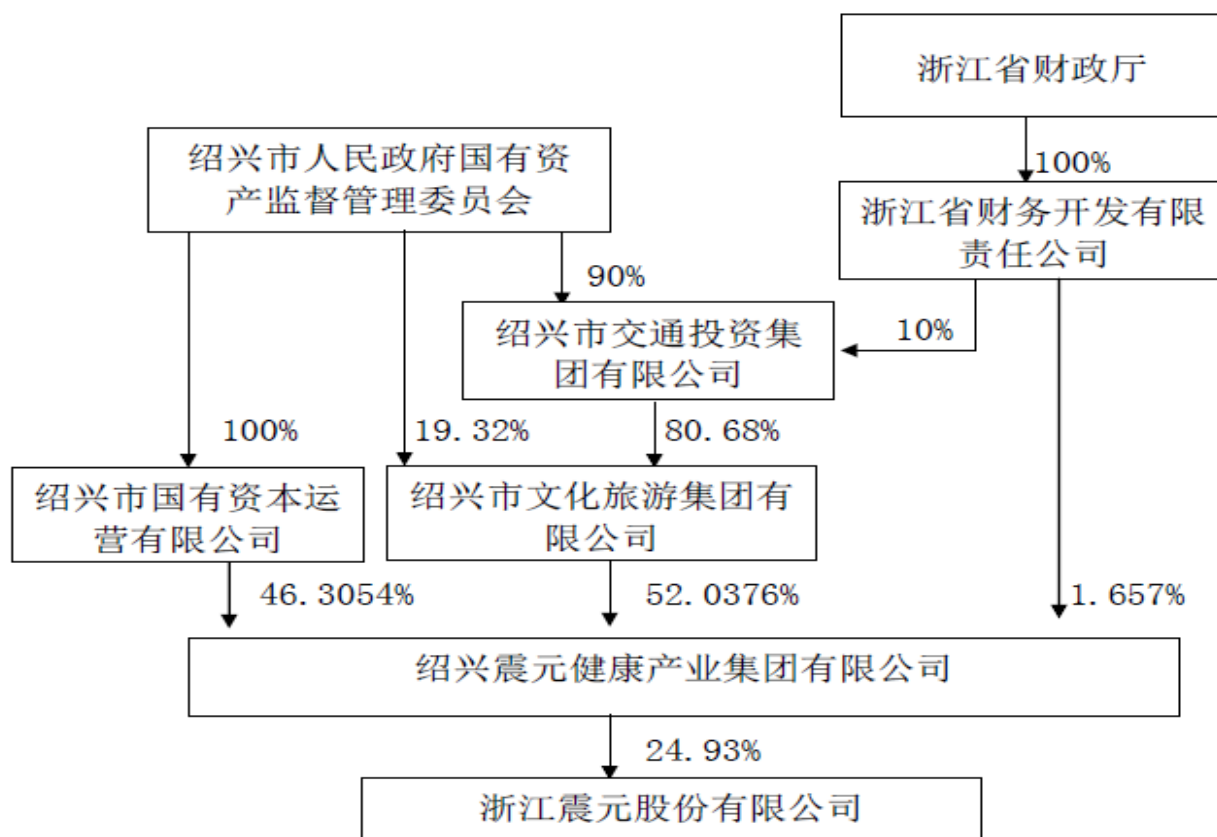 浙江省财政厅
绍兴市人民政府国有资
产监督管理委员会
100%
浙江省财务开发有限
责任公司
90%
绍兴市交通投资集
团有限公司
10%
100%
19.32%
80.68%
绍兴市国有资本运
营有限公司
绍兴市文化旅游集团有
限公司
46.3054%
52.0376%
1.657%
绍兴震元健康产业集团有限公司
24.93%
浙江震元股份有限公司